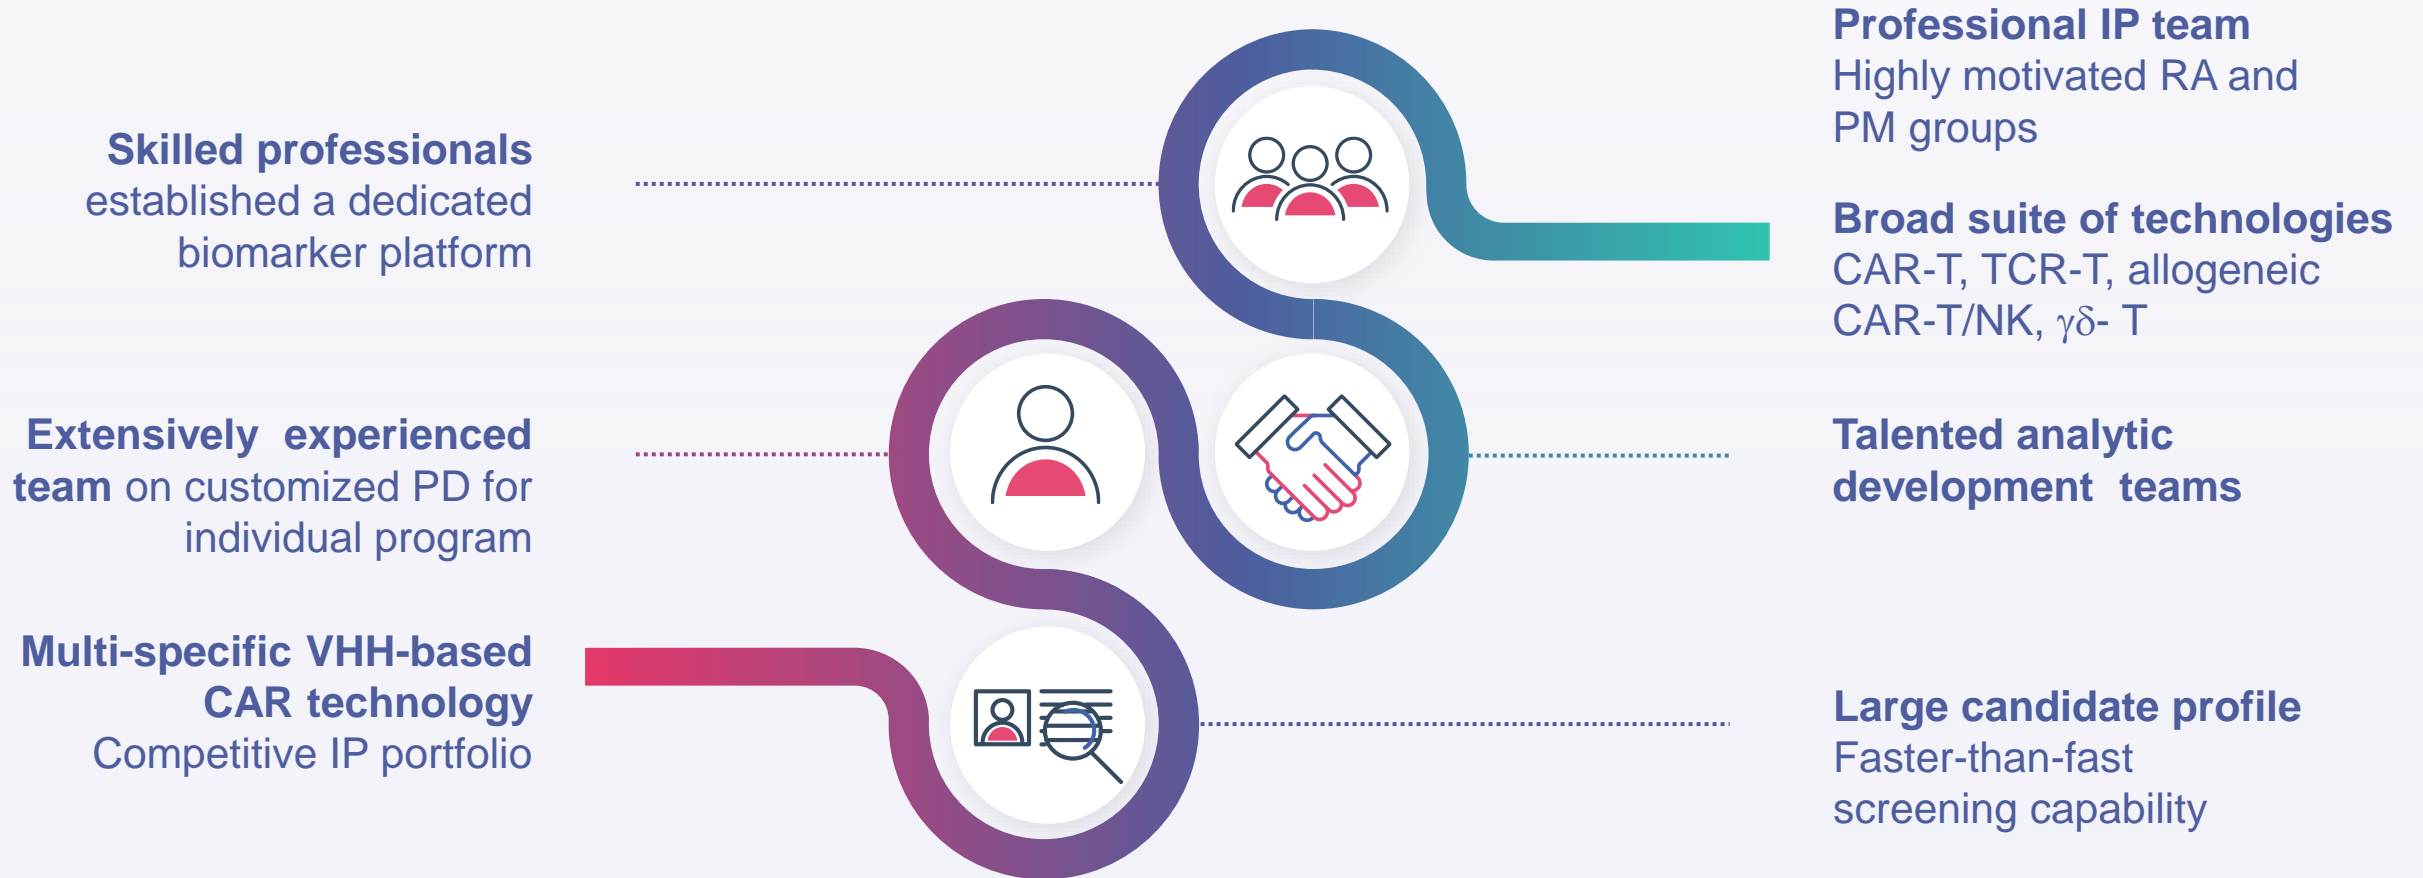 Skilled professionals
established a dedicated
biomarker platform
Extensively experienced
team on customized PD for
individual program
Multi-specific VHH-based
CAR technology
Competitive IP portfolio
Professional IP team
Highly motivated RA and
PM groups
Broad suite of technologies
CAR-T, TCR-T, allogeneic
CAR-T/NK, γδ- T
Talented analytic
development teams
Large candidate profile
Faster-than-fast
screening capability